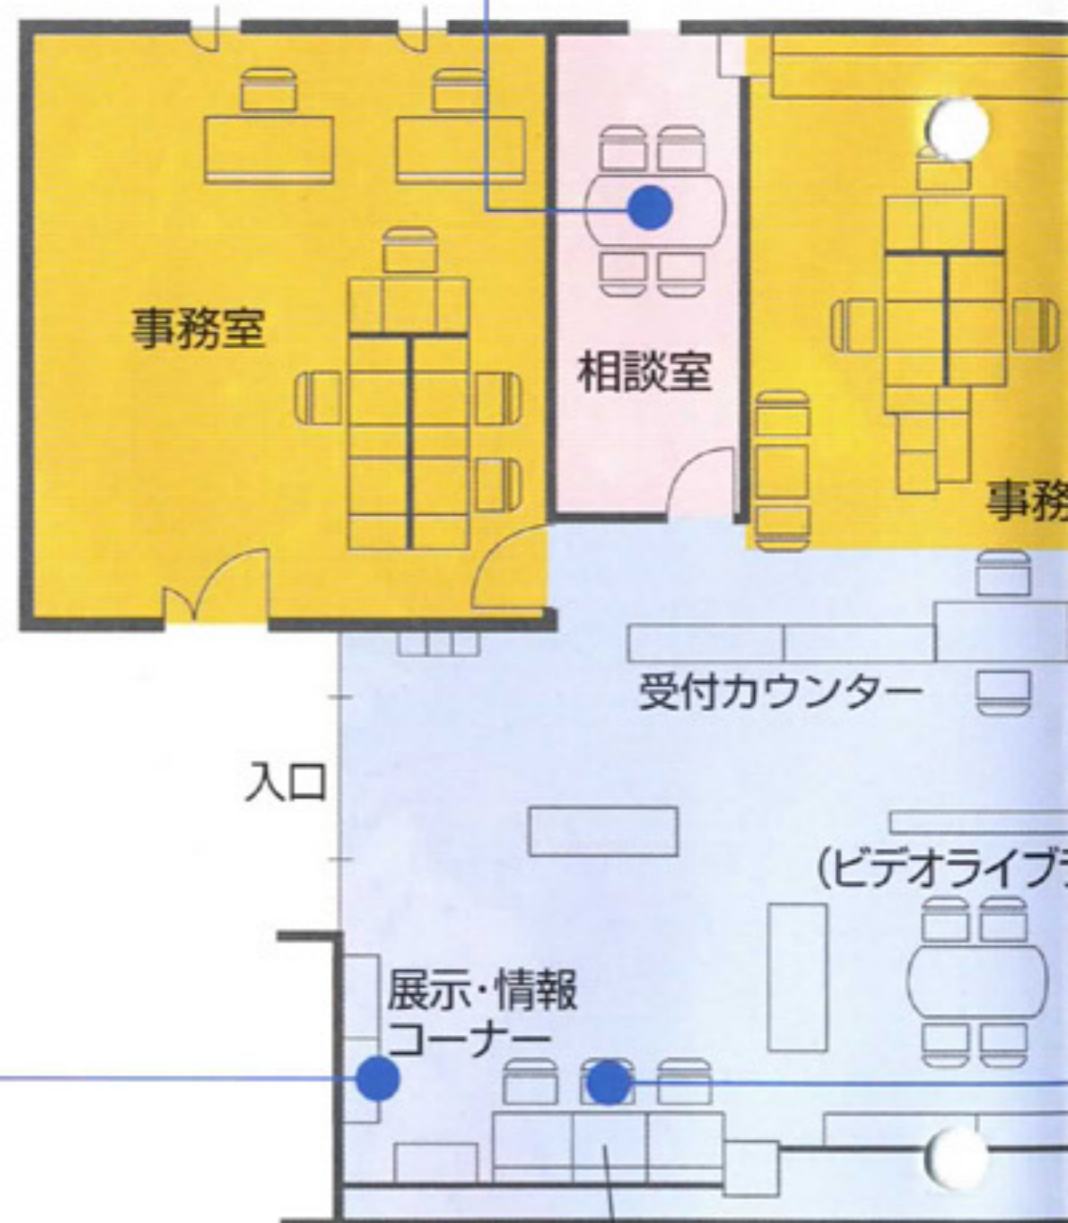 事務室
相談室
事務
受付カウンター
入口
(ビデオライブラ
展示・情報
コーナー